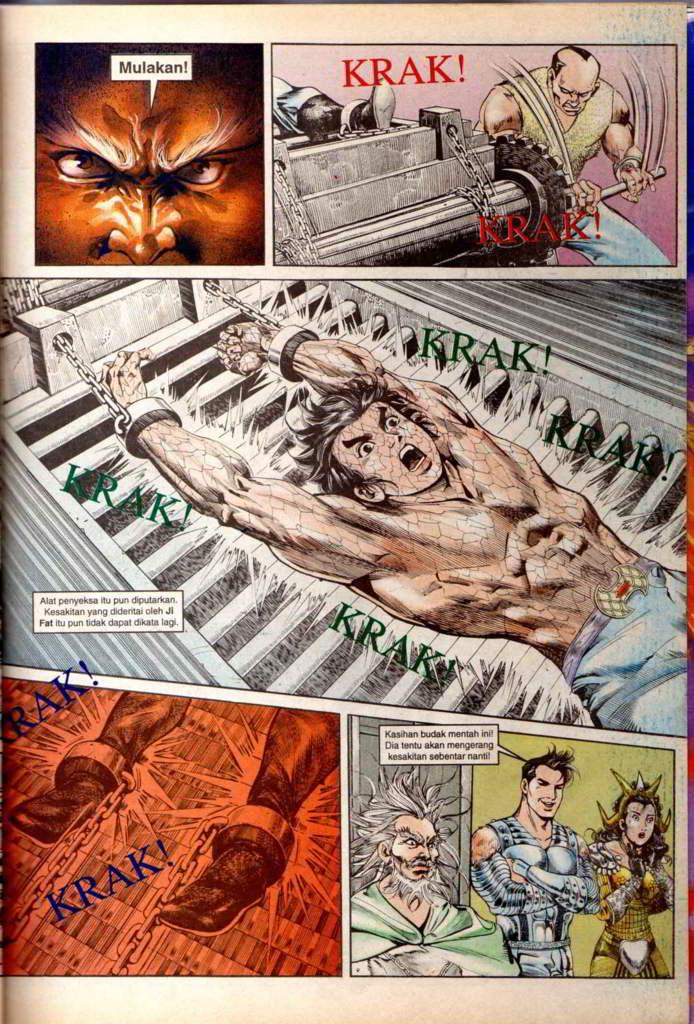 Mulakan!
KRAK!
KRAK!
KRAK!
KRAK!
KRAK!
KRAK!
Alat penyeksa itu pun diputarkan.
Kesakitan yang dideritai oleh JI
Fat itu pun tidak dapat dikata lagi.
KRAK!
KRAK!
Kasihan budak mentah ini!
Dia tentu akan mengerang
kesakitan sebentar nanti!